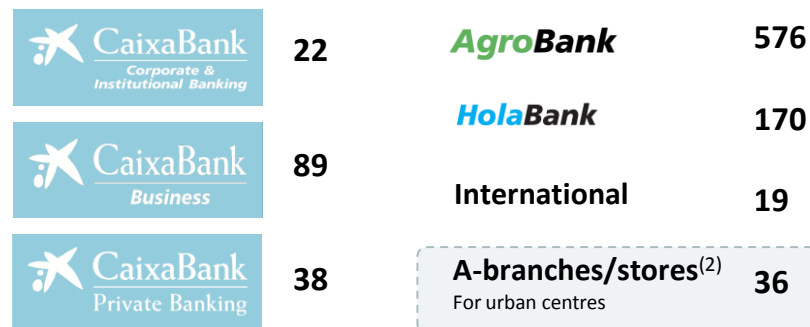 CaixaBank
Corporate &
Institutional Banking
22
CaixaBank
Business
89
CaixaBank
Private Banking
38
AgroBank 576
HolaBank 170
International 19
A-branches/stores(2) 36
For urban centres